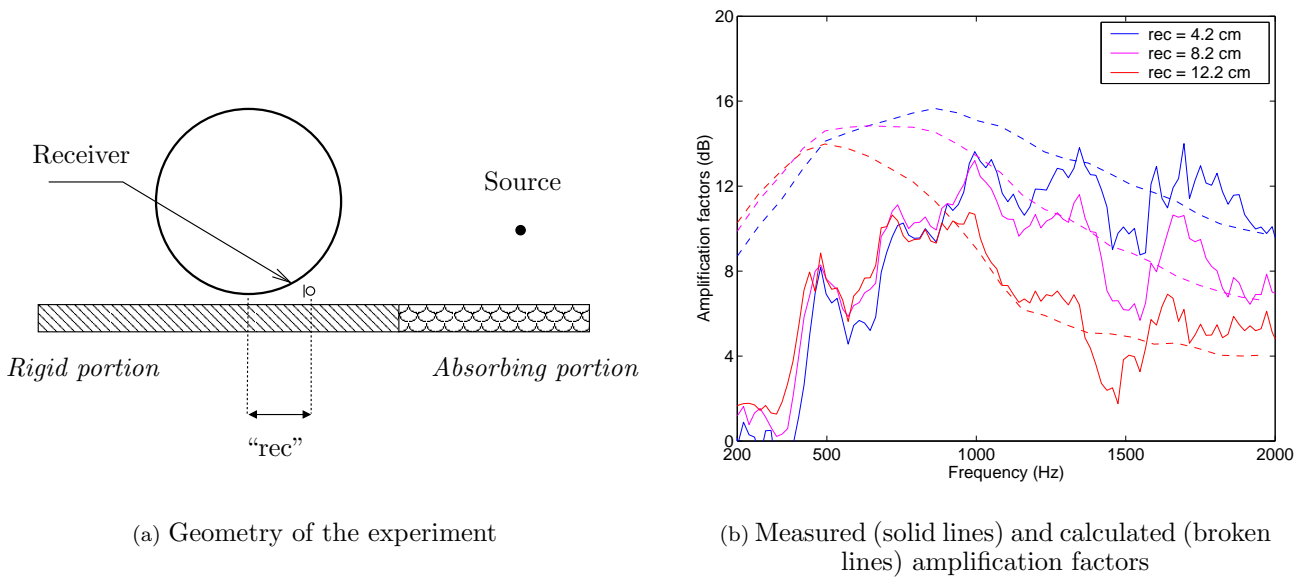 Receiver
Source
Rigid portion
Absorbing portion
“rec”
(a) Geometry of the experiment
20
16
12
8
4
0
Amplification factors (dB)
rec = 4.2 cm
rec = 8.2 cm
rec = 12.2 cm
200
500
1000
1500
2000
Frequency (Hz)
(b) Measured (solid lines) and calculated (broken
lines) amplification factors